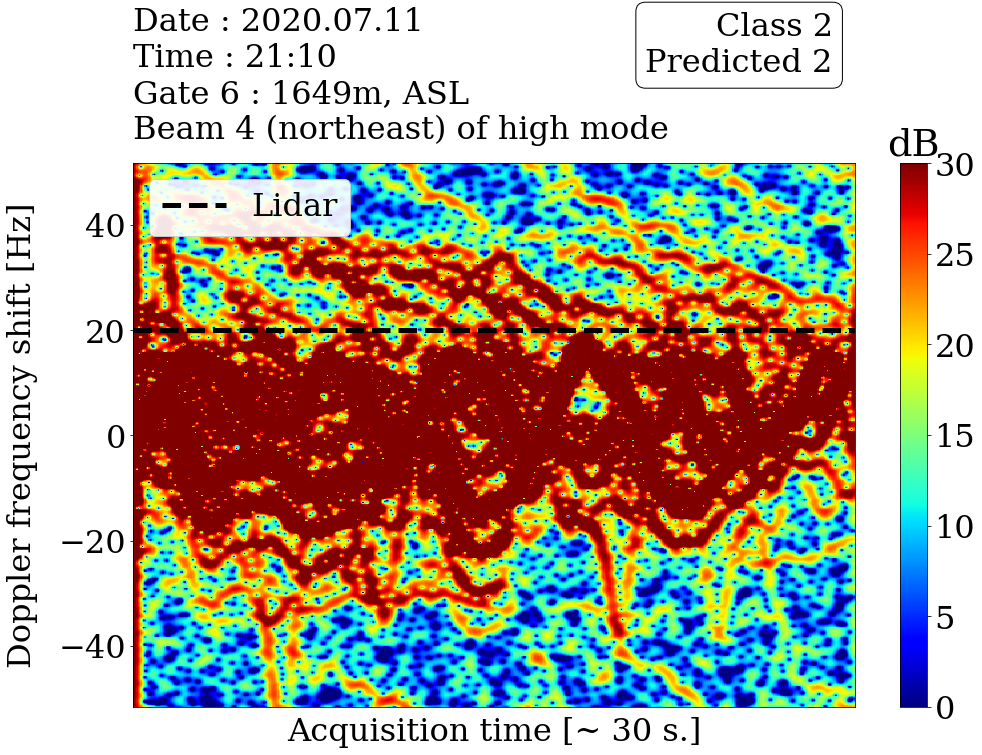 Date : 2020.07.11
Time : 21:10
Gate 6 : 1649m, ASL
Beam 4 (northeast) of high mode
Class 2
Predicted 2
dB
Lidar
Doppler frequency shift [Hz]
40
20
0
−20
−40
30
25
20
15
10
5
0
Acquisition time [~ 30 s.]